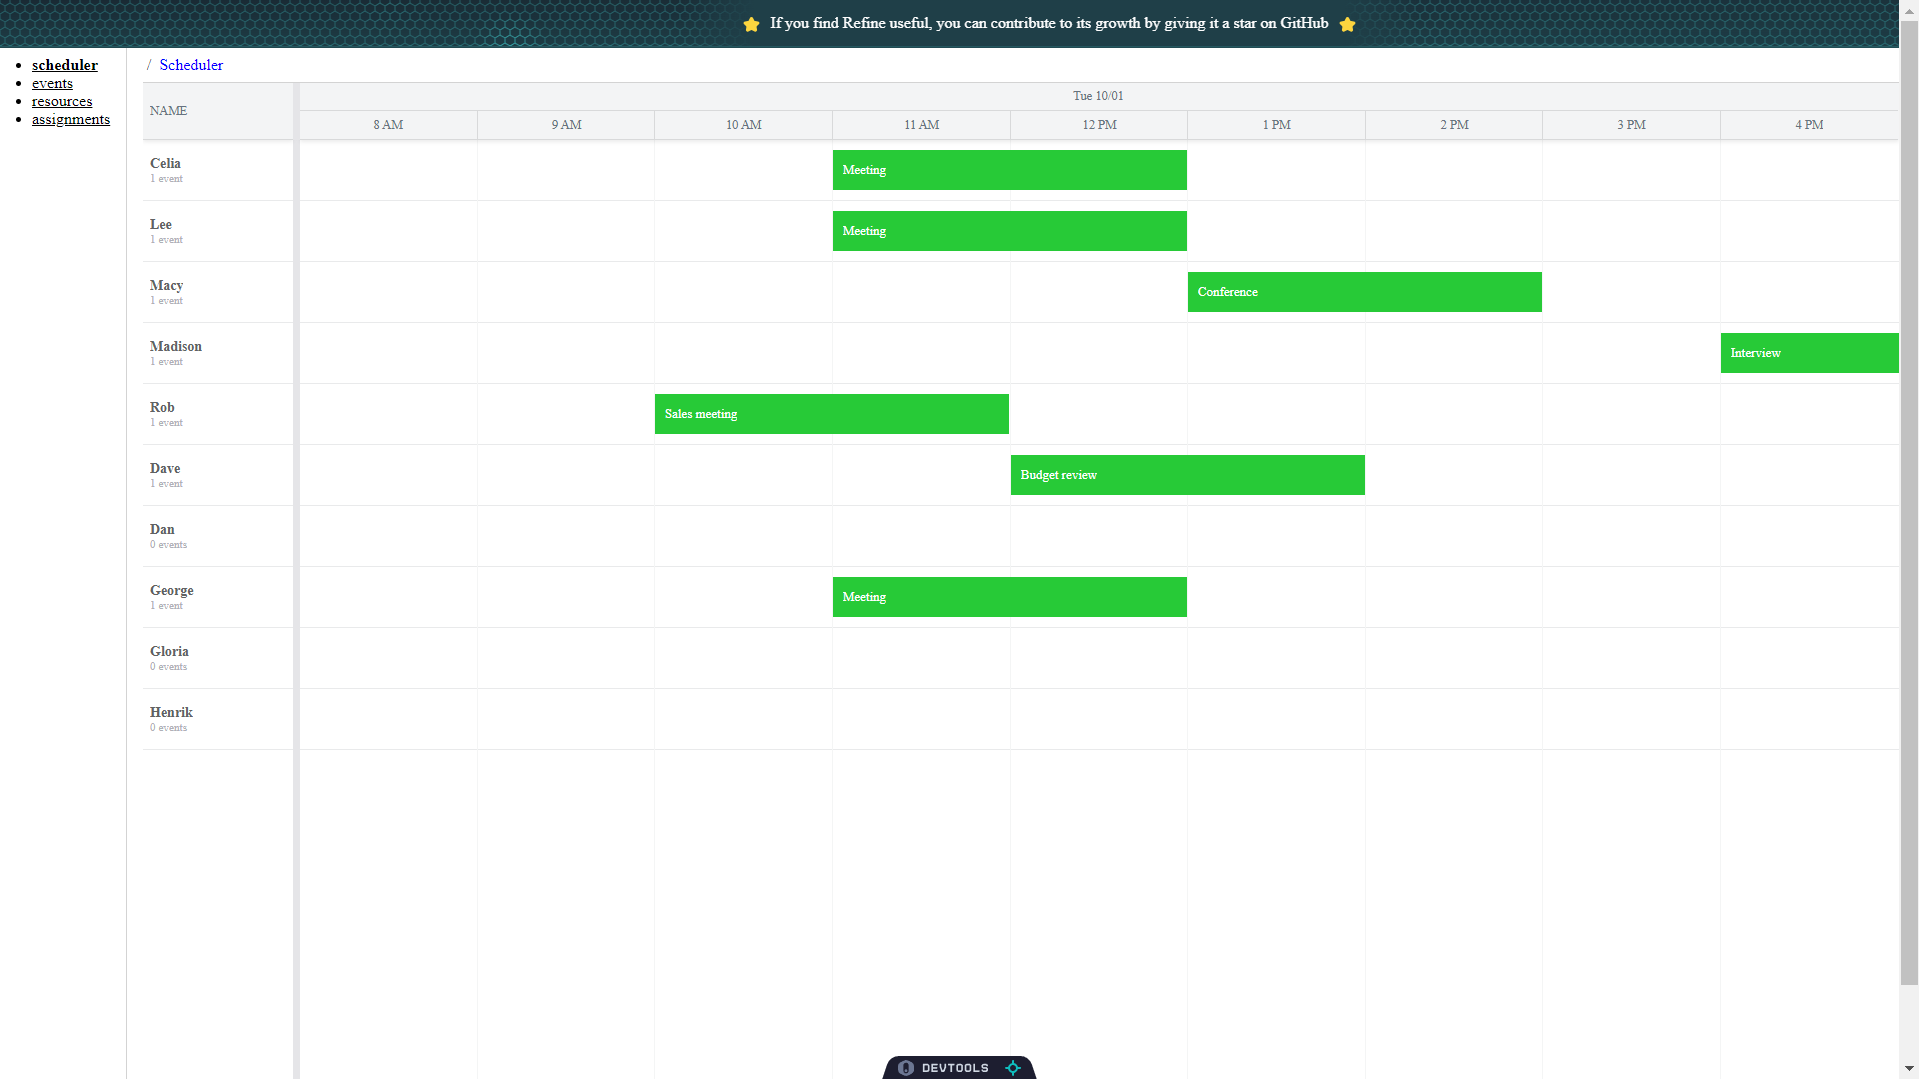 ⭐ If you find Refine useful, you can contribute to its growth by giving it a star on GitHub ⭐
scheduler
events
resources
assignments
/ Scheduler
NAME
Tue 10/01
8 AM 9 AM 10 AM 11 AM 12 PM 1 PM 2 PM 3 PM 4 PM
Celia
1 event
Meeting
Lee
1 event
Meeting
Macy
1 event
Conference
Madison
1 event
Interview
Rob
1 event
Sales meeting
Dave
1 event
Budget review
Dan
0 events
George
1 event
Meeting
Gloria
0 events
Henrik
0 events
DEVTOOLS